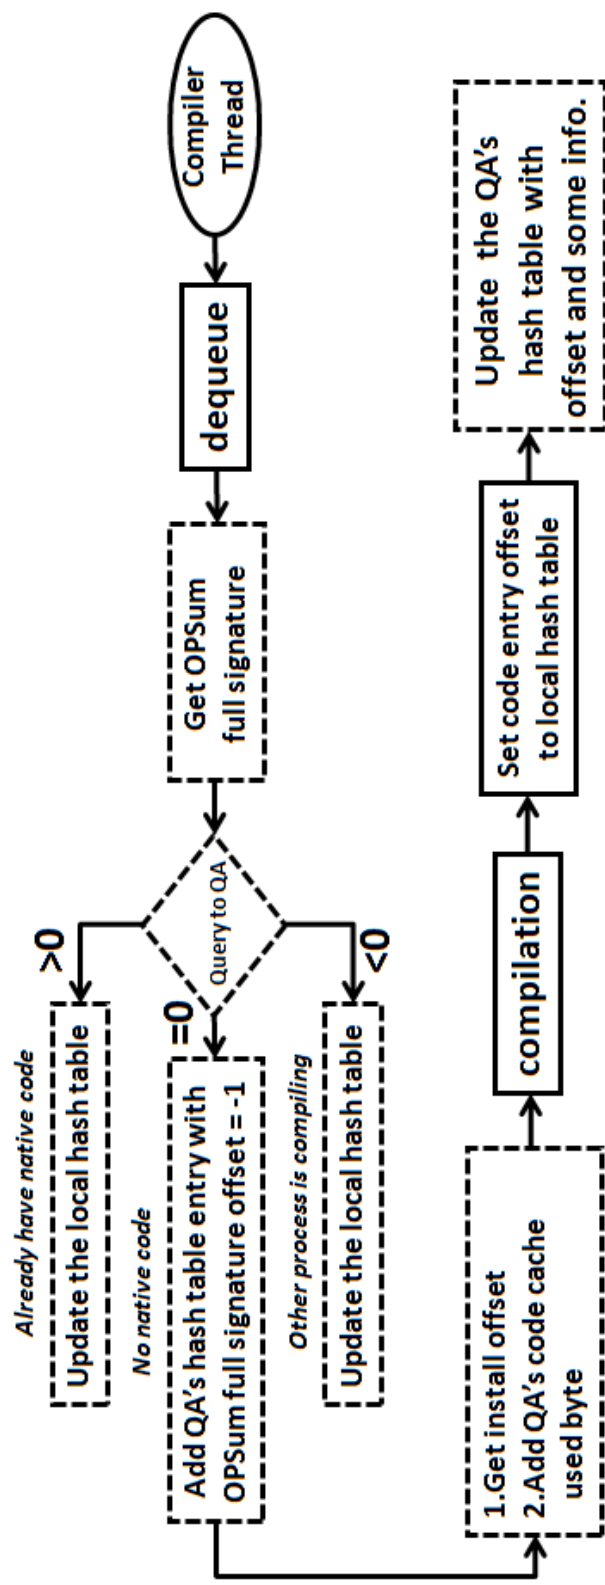 Compiler
Thread
dequeue
Get OPSum
full signature
Query to QA
>0
Already have native code
Update the local hash table
=0
No native code
Add QA's hash table entry with
OPSum full signature offset = -1
<0
Other process is compiling
Update the local hash table
1.Get install offset
2.Add QA's code cache
used byte
compilation
Set code entry offset
to local hash table
Update the QA's
hash table with
offset and some info.